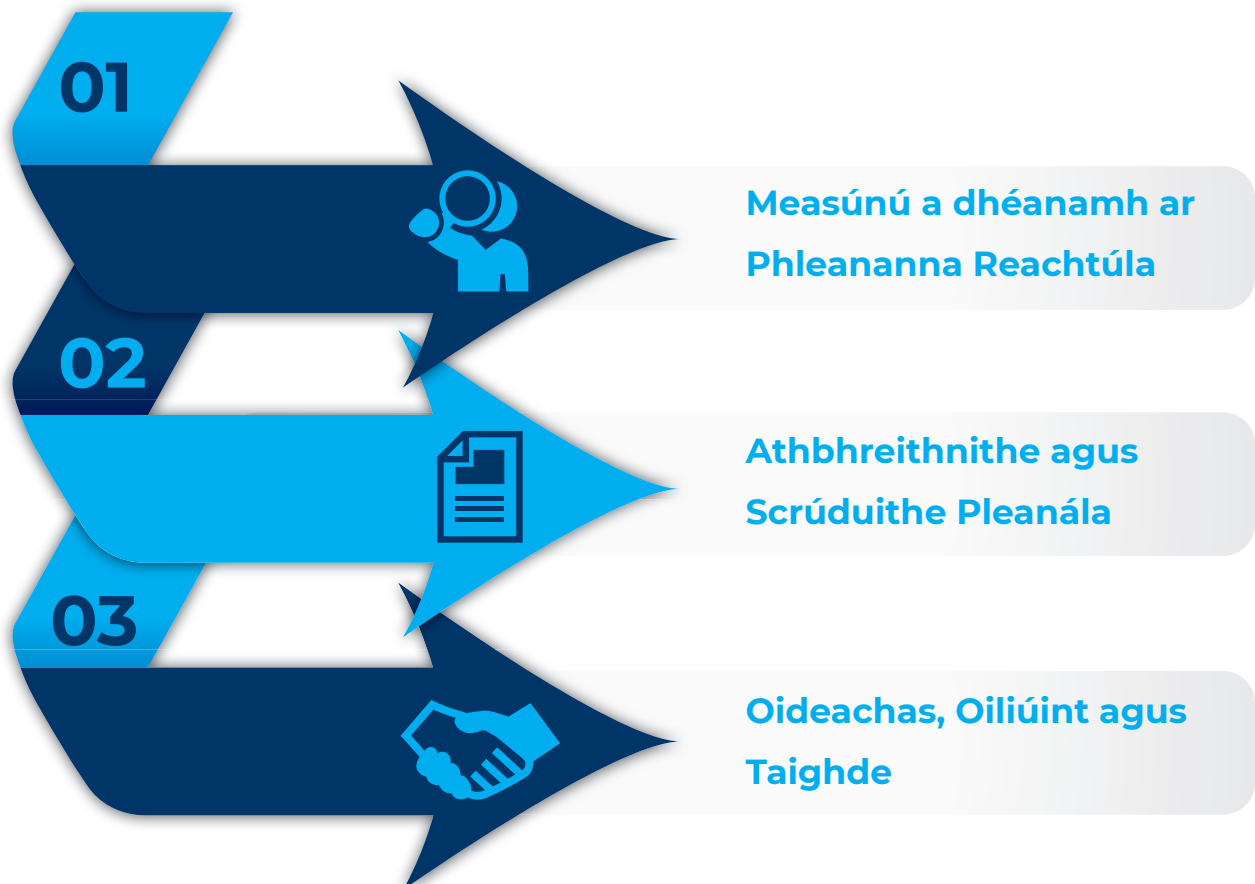 01
Measúnú a dhéanamh ar
Phleananna Reachtúla
02
Athbhreithnithe agus
Scrúduithe Pleanála
03
Oideachas, Oiliúint agus
Taighde